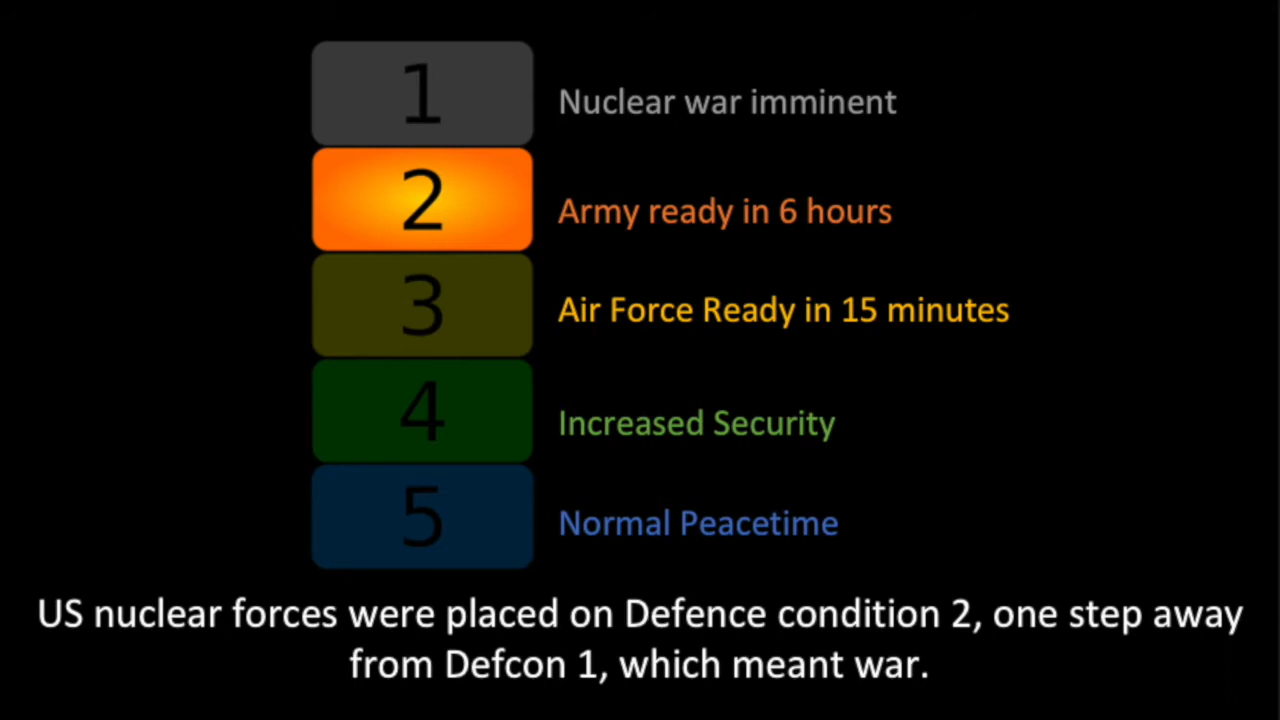 1 Nuclear war imminent
2 Army ready in 6 hours
3 Air Force Ready in 15 minutes
4 Increased Security
5 Normal Peacetime
US nuclear forces were placed on Defence condition 2, one step away
from Defcon 1, which meant war.